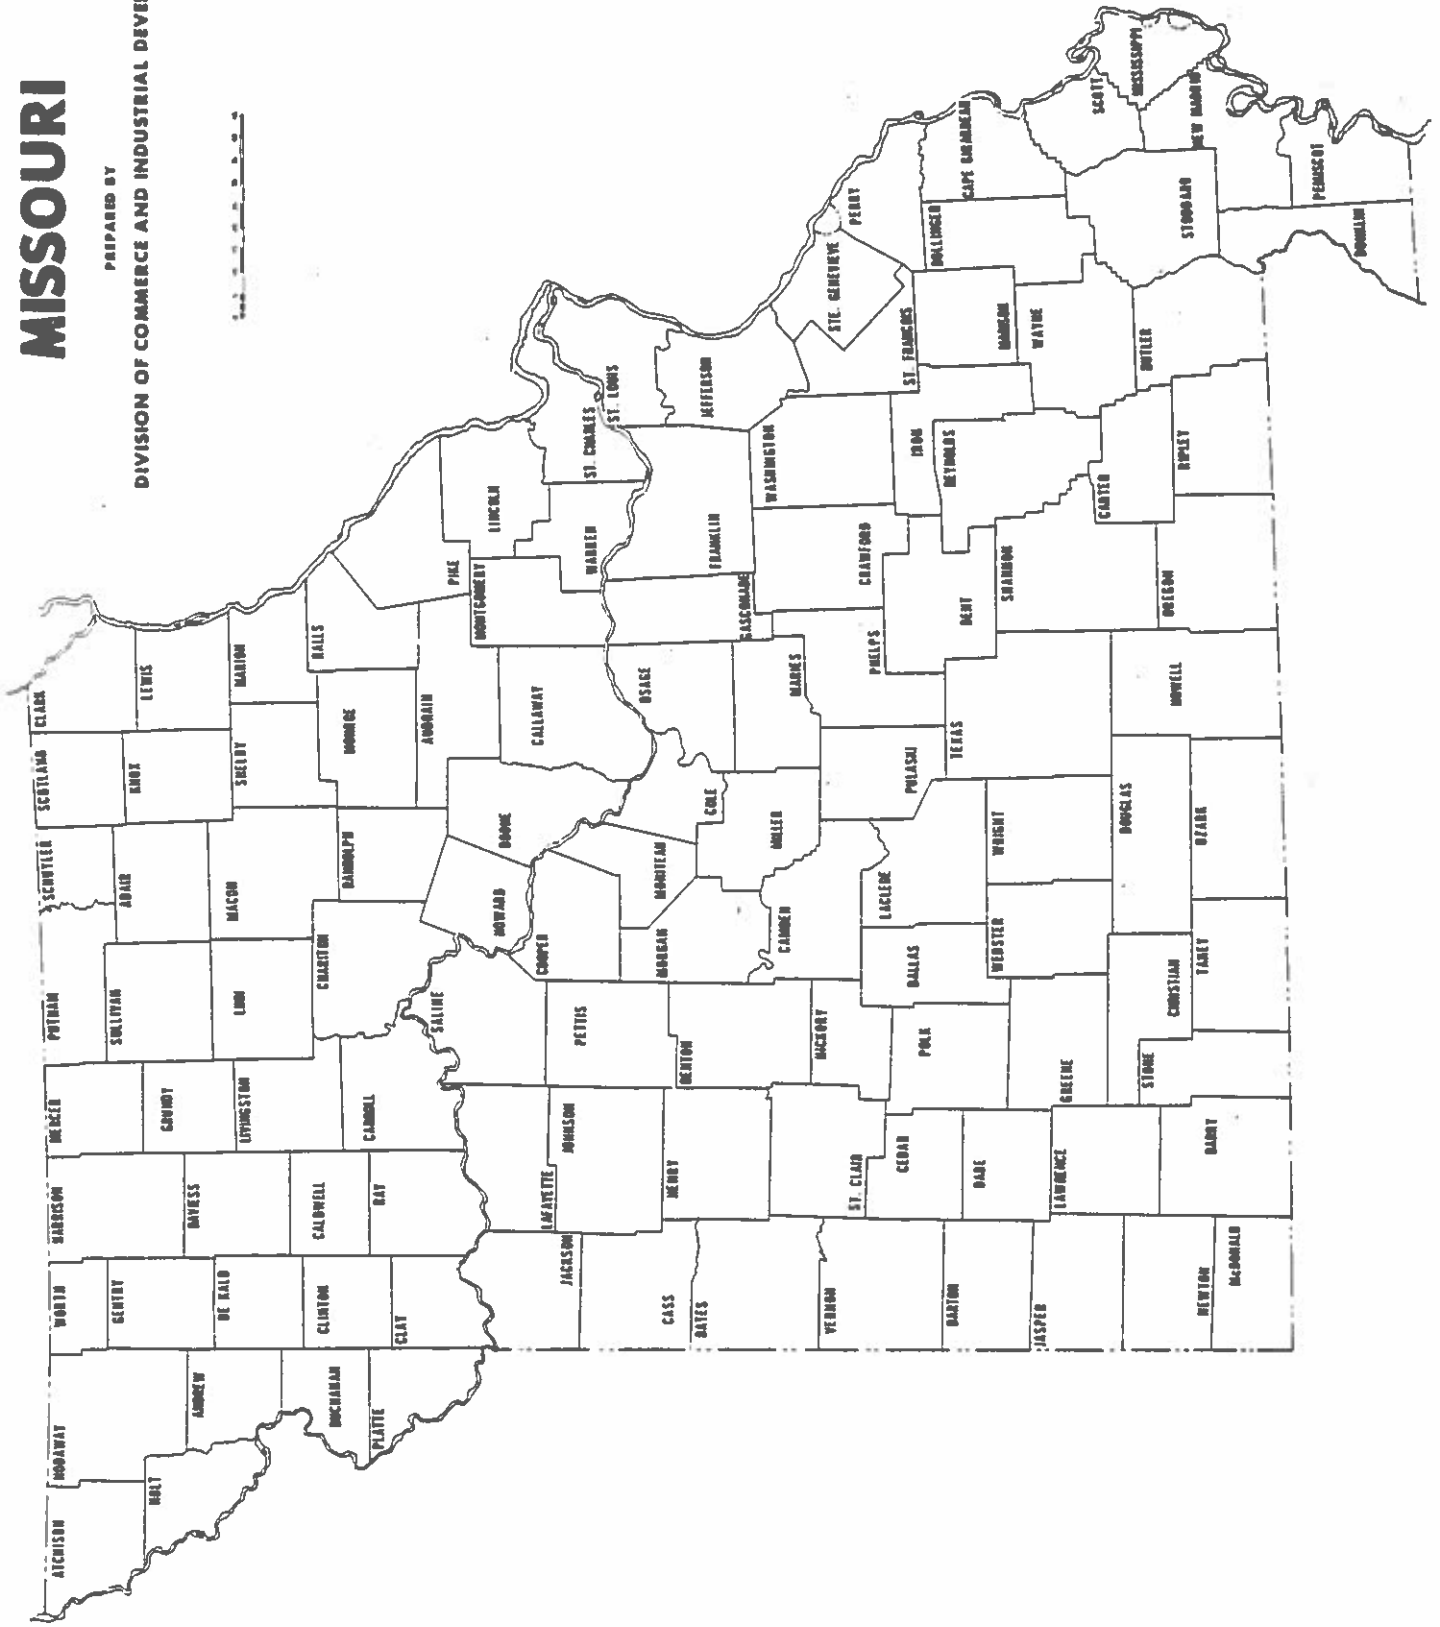 MISSOURI
PREPARED BY
DIVISION OF COMMERCE AND INDUSTRIAL DEVE
ATCHISON
NODAWAY
WORTH
HARRISON
MERCER
PUTNAM
SCHUYLER
SCOTLAND
CLARK
HOLT
ANDREW
GENTRY
DAVIESS
GRUNDY
SULLIVAN
ADAIR
KNOX
LEWIS
DE KALB
LIVINGSTON
LINN
MACON
SHELBY
MARION
BUCHANAN
CLINTON
CALDWELL
CARROLL
CHARITON
RANDOLPH
MONROE
RALLS
PLATTE
CLAY
RAY
SALINE
HOWARD
BOONE
AUDRAIN
PIKE
CALLAWAY
MONTGOMERY
LINCOLN
WARREN
ST. CHARLES
ST. LOUIS
JACKSON
LAFAYETTE
JOHNSON
PETTIS
COOPER
MONITEAU
COLE
OSAGE
GASCONADE
FRANKLIN
JEFFERSON
CASS
HENRY
BENTON
MORGAN
MILLER
MARIES
CRAWFORD
WASHINGTON
STE. GENEVIEVE
ST. FRANCOIS
PERRY
BATES
ST. CLAIR
HICKORY
CAMDEN
PULASKI
PHELPS
DENT
IRON
REYNOLDS
MADISON
BOLLINGER
CAPE GIRARDEAU
VERNON
CEDAR
POLK
DALLAS
LACLEDE
TEXAS
SHANNON
WAYNE
BARTON
DADE
GREENE
WEBSTER
WRIGHT
CARTER
BUTLER
STODDARD
SCOTT
MISSISSIPPI
NEW MADRID
JASPER
LAWRENCE
CHRISTIAN
DOUGLAS
HOWELL
OREGON
RIPLEY
NEWTON
McDONALD
BARRY
STONE
TANEY
OZARK
DUNKLIN
PEMISCOT